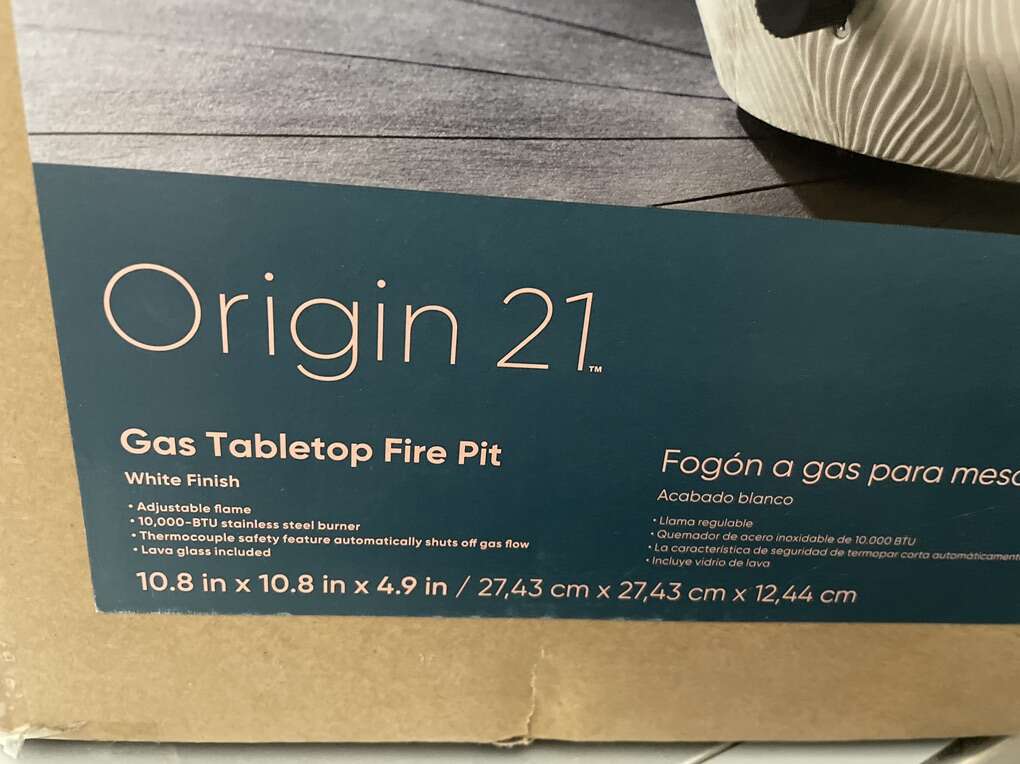 Origin 21™
Gas Tabletop Fire Pit
White Finish
• Adjustable flame
• 10,000-BTU stainless steel burner
• Thermocouple safety feature automatically shuts off gas flow
• Lava glass included
10.8 in x 10.8 in x 4.9 in / 27,43 cm x 27,43 cm x 12,44 cm
Fogón a gas para
Acabado blanco
• Llama regulable
• Quemador de acero inoxidable de 10.000 BTU
• La característica de seguridad de termopar corta
• Incluye vidrio de lava